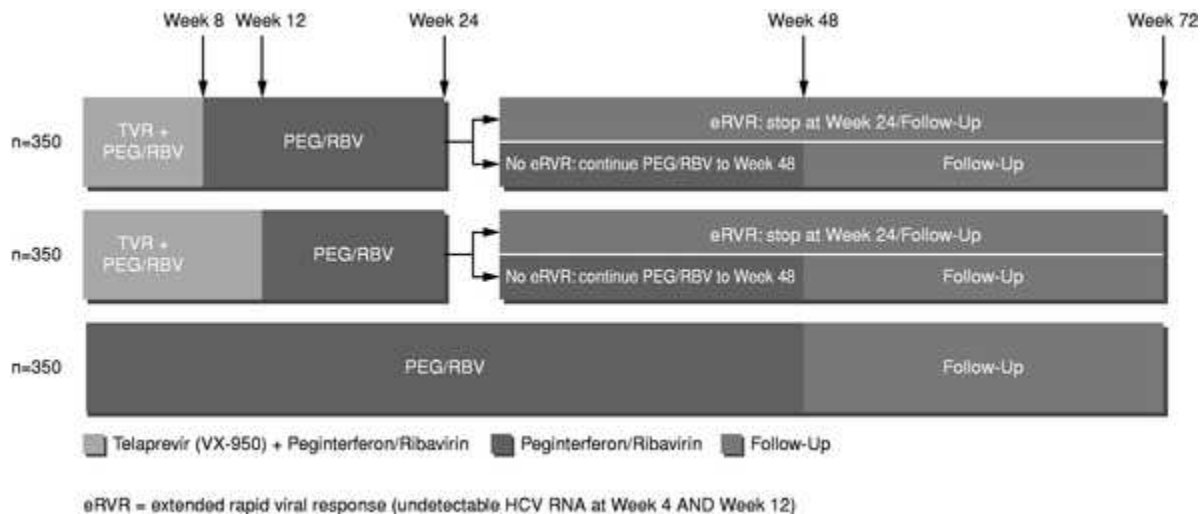 Week 8 Week 12 Week 24 Week 48 Week 72
n=350
TVR +
PEG/RBV
PEG/RBV
eRVR: stop at Week 24/Follow-Up
No eRVR: continue PEG/RBV to Week 48
Follow-Up
n=350
TVR +
PEG/RBV
PEG/RBV
eRVR: stop at Week 24/Follow-Up
No eRVR: continue PEG/RBV to Week 48
Follow-Up
n=350
PEG/RBV
Follow-Up
Telaprevir (VX-950) + Peginterferon/Ribavirin Peginterferon/Ribavirin Follow-Up
eRVR = extended rapid viral response (undetectable HCV RNA at Week 4 AND Week 12)